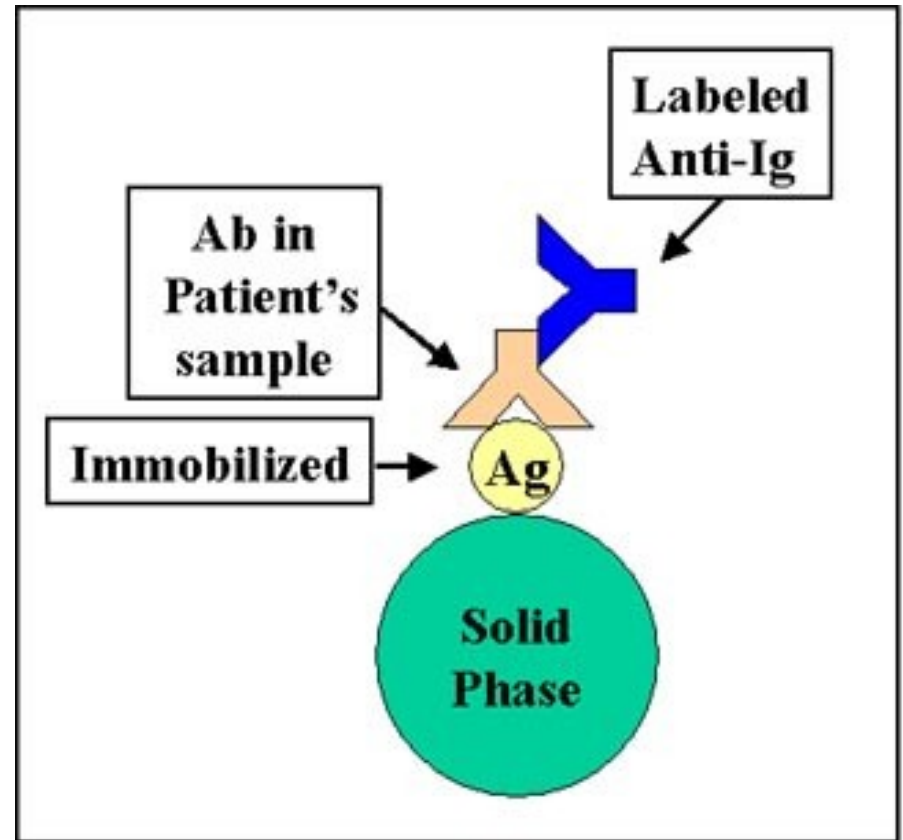 Labeled
Anti-Ig
Ab in
Patient's
sample
Immobilized
Ag
Solid
Phase